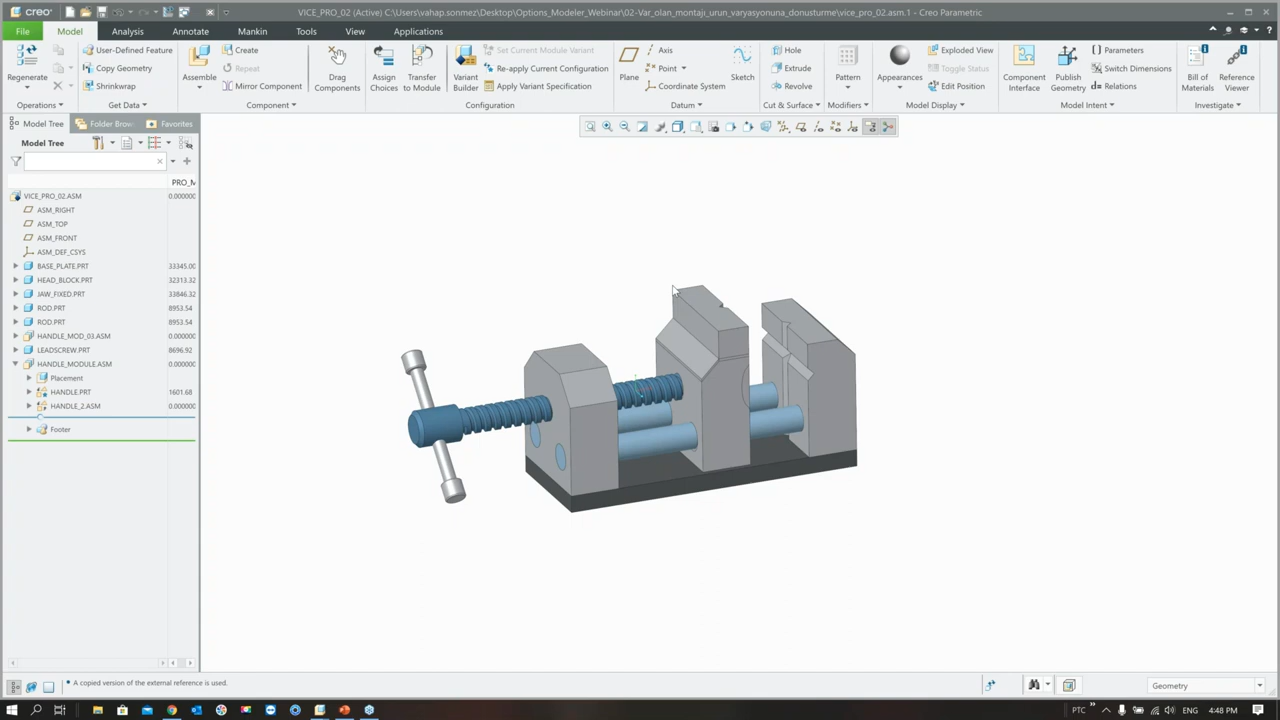 creo
VICE_PRO_02 (Active) C:\Users\vahap.sonmez\Desktop\Options_Modeler_Webinar\02-Var_olan_montajı_urun_varyasyonuna_donusturme\vice_pro_02.asm.1 - Creo Parametric
File Model Analysis Annotate Mankin Tools View Applications
Regenerate
Operations
User-Defined Feature
Copy Geometry
Shrinkwrap
Get Data
Assemble
Create
Repeat
Mirror Component
Component
Drag Components
Assign Choices
Transfer to Module
Variant Builder
Set Current Module Variant
Re-apply Current Configuration
Apply Variant Specification
Configuration
Plane
Axis
Point
Coordinate System
Sketch
Datum
Hole
Extrude
Revolve
Cut & Surface
Pattern
Modifiers
Appearances
Exploded View
Toggle Status
Edit Position
Model Display
Component Interface
Publish Geometry
Parameters
Switch Dimensions
Relations
Model Intent
Bill of Materials
Reference Viewer
Investigate
Model Tree Folder Brow Favorites
Model Tree
PRO_M
VICE_PRO_02.ASM 0.000000
ASM_RIGHT
ASM_TOP
ASM_FRONT
ASM_DEF_CSYS
BASE_PLATE.PRT 33345.00
HEAD_BLOCK.PRT 32313.32
JAW_FIXED.PRT 33846.32
ROD.PRT 8953.54
ROD.PRT 8953.54
HANDLE_MOD_03.ASM 0.000000
LEADSCREW.PRT 8696.92
HANDLE_MODULE.ASM 0.000000
Placement
HANDLE.PRT 1601.68
HANDLE_2.ASM 0.000000
Footer
A copied version of the external reference is used.
Geometry
PTC ENG 4:48 PM